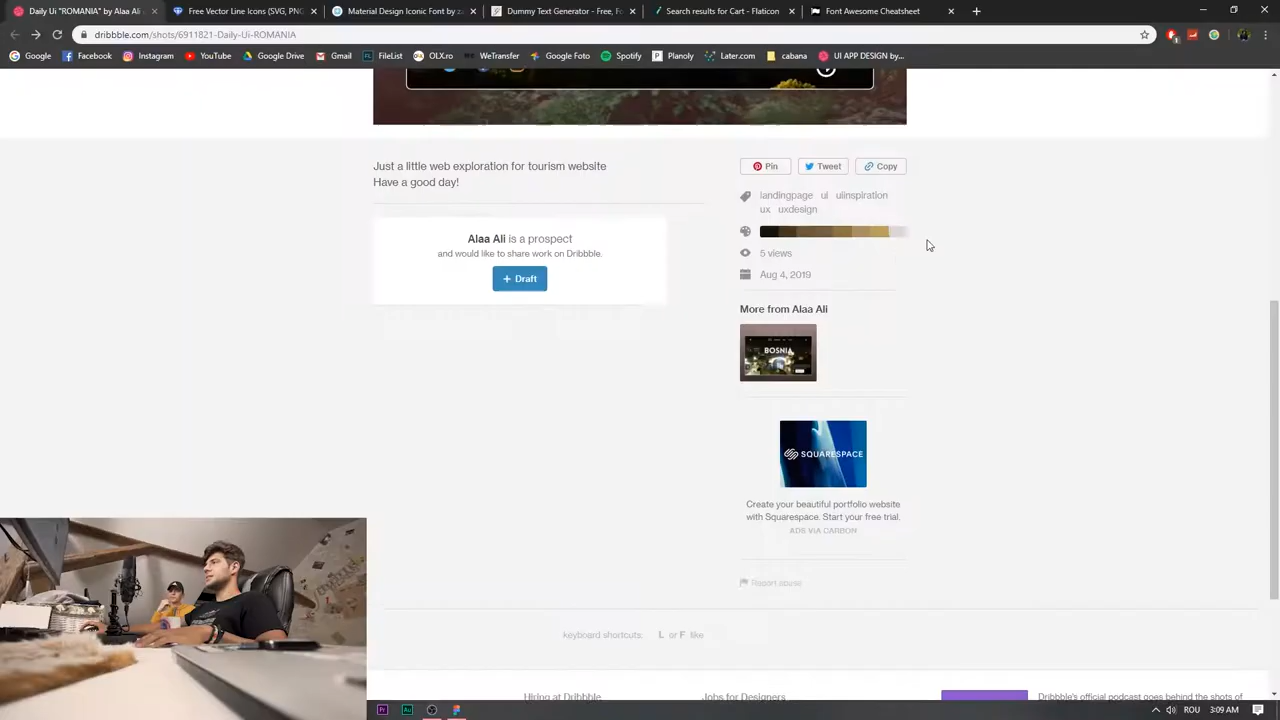 Daily Ui "ROMANIA" by Alaa Ali
Free Vector Line Icons (SVG, PNG
Material Design Iconic Font by za
Dummy Text Generator - Free, Fo
Search results for Cart - Flaticon
Font Awesome Cheatsheet
dribbble.com/shots/6911821-Daily-Ui-ROMANIA
Google
Facebook
Instagram
YouTube
Google Drive
Gmail
FileList
OLX.ro
WeTransfer
Google Foto
Spotify
Planoly
Later.com
cabana
UI APP DESIGN by...
Just a little web exploration for tourism website
Have a good day!
Alaa Ali is a prospect
and would like to share work on Dribbble.
+ Draft
Pin
Tweet
Copy
landingpage ui uiinspiration
ux uxdesign
5 views
Aug 4, 2019
More from Alaa Ali
BOSNIA
SQUARESPACE
Create your beautiful portfolio website
with Squarespace. Start your free trial.
ADS VIA CARBON
Report abuse
keyboard shortcuts: L or F like
Hiring at Dribbble
Jobs for Designers
Dribbble's official podcast goes behind the shots of
ROU
3:09 AM